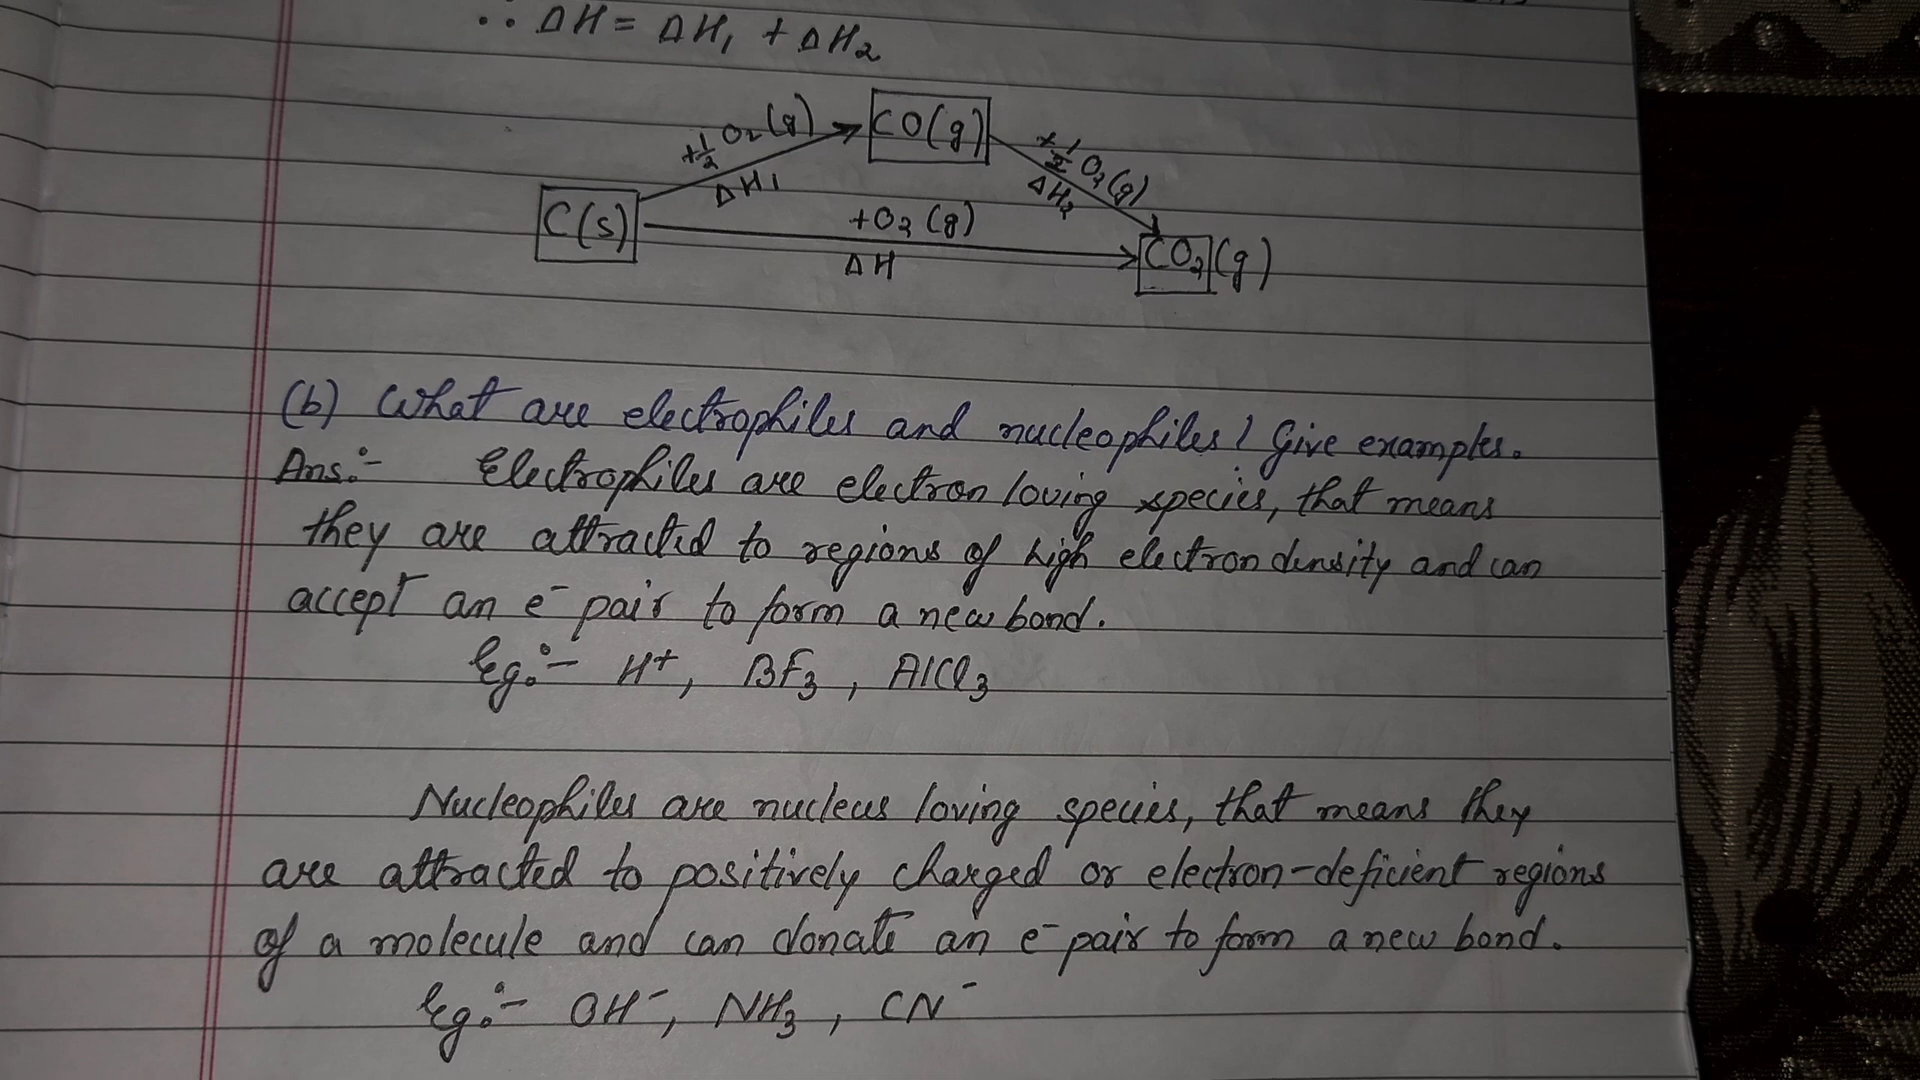 ∴ ΔH = ΔH₁ + ΔH₂
+½ O₂(g)
CO(g)
+½ O₂(g)
ΔH₁
ΔH₂
C(s)
+O₂(g)
ΔH
CO₂(g)
(b) What are electrophiles and nucleophiles? Give examples.
Ans:- Electrophiles are electron loving species, that means
they are attracted to regions of high electron density and can
accept an e⁻ pair to form a new bond.
Eg:- H+, BF₃, AlCl₃
Nucleophiles are nucleus loving species, that means they
are attracted to positively charged or electron-deficient regions
of a molecule and can donate an e⁻ pair to form a new bond.
Eg:- OH⁻, NH₃, CN⁻